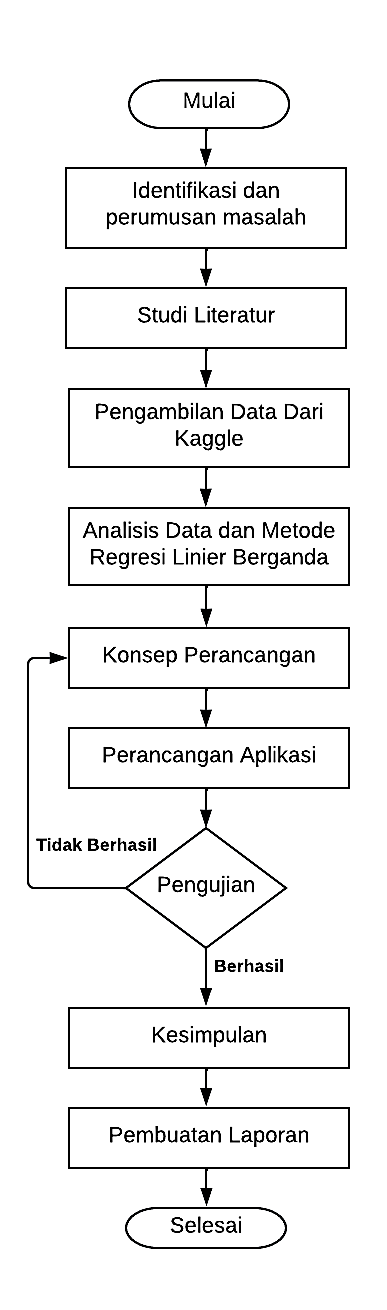 Mulai
Identifikasi dan
perumusan masalah
Studi Literatur
Pengambilan Data Dari
Kaggle
Analisis Data dan Metode
Regresi Linier Berganda
Konsep Perancangan
Perancangan Aplikasi
Tidak Berhasil
Pengujian
Berhasil
Kesimpulan
Pembuatan Laporan
Selesai